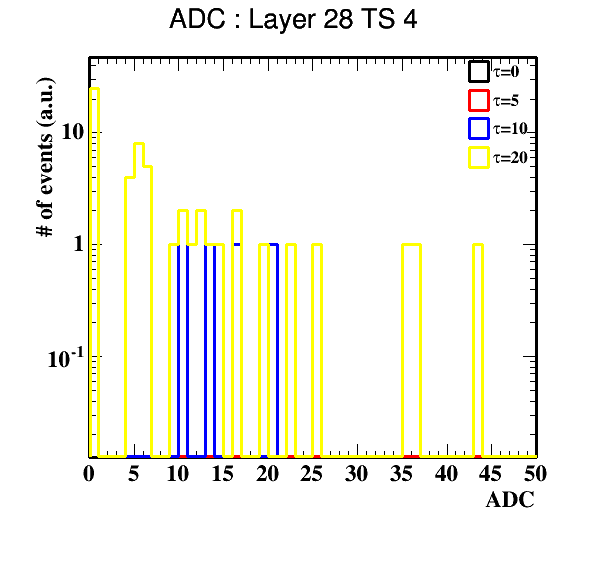 ADC : Layer 28 TS 4
# of events (a.u.)
10
1
10-1
τ=0
τ=5
τ=10
τ=20
0 5 10 15 20 25 30 35 40 45 50
ADC